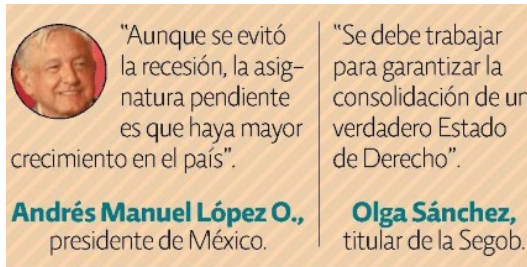 “Aunque se evitó
la recesión, la asig-
natura pendiente
es que haya mayor
crecimiento en el país”.
Andrés Manuel López O.,
presidente de México.
“Se debe trabajar
para garantizar la
consolidación de un
verdadero Estado
de Derecho”.
Olga Sánchez,
titular de la Segob.